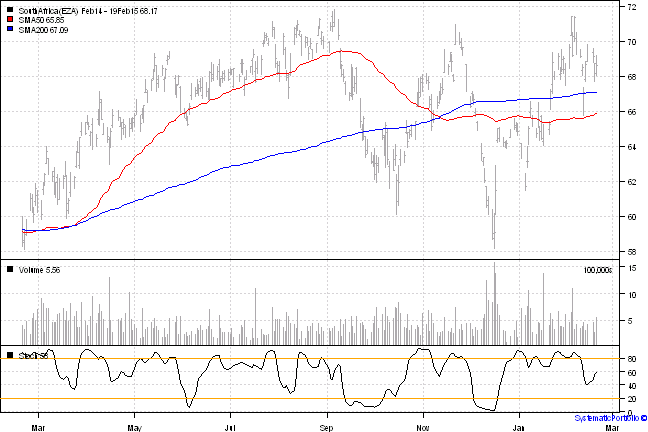 SouthAfrica(EZA) Feb14 - 19Feb15 68.17
SMA50 65.85
SMA200 67.09
72
70
68
66
64
62
60
58
Volume 5.56
100,000s
15
10
5
80
60
40
20
0
Mar
May
Jul
Sep
Nov
Jan
Mar
SystematicPortfolio ©